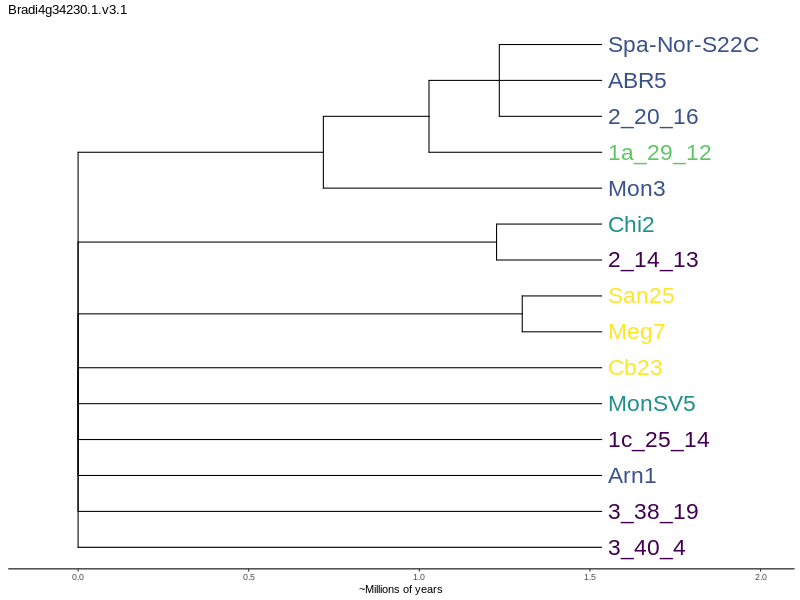 Bradi4g34230.1.v3.1
Spa-Nor-S22C
ABR5
2_20_16
1a_29_12
Mon3
Chi2
2_14_13
San25
Meg7
Cb23
MonSV5
1c_25_14
Arn1
3_38_19
3_40_4
0.0 0.5 1.0 1.5 2.0
~Millions of years